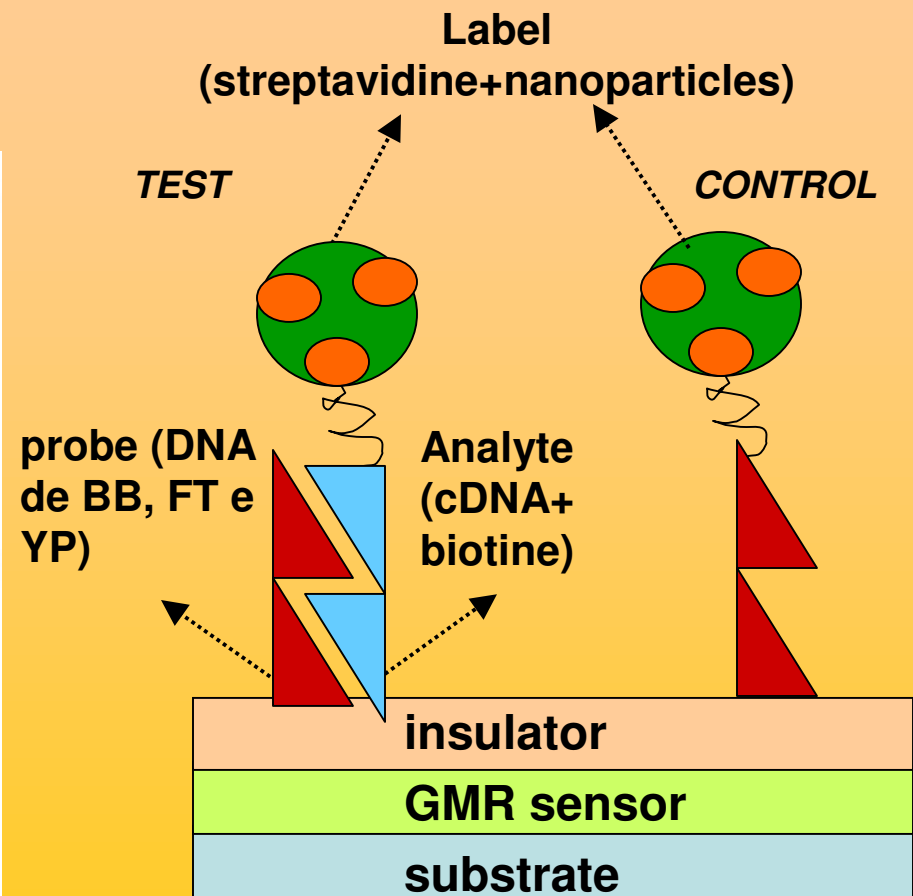 Label
(streptavidine+nanoparticles)
TEST
CONTROL
probe (DNA
de BB, FT e
YP)
Analyte
(cDNA+
biotine)
insulator
GMR sensor
substrate